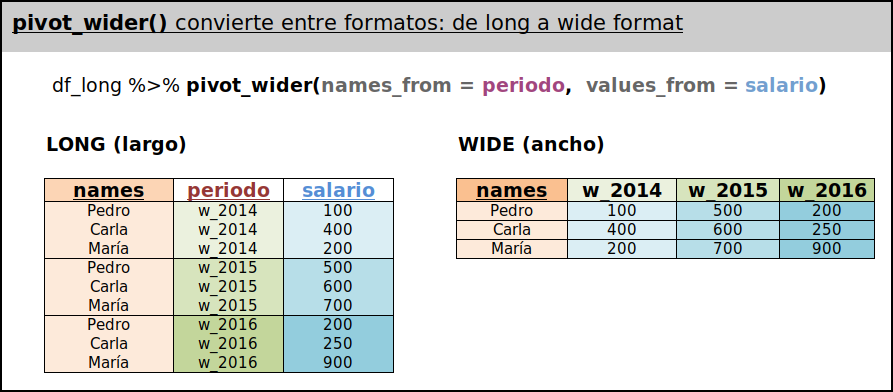 pivot_wider() convierte entre formatos: de long a wide format
df_long %>% pivot_wider(names_from = periodo, values_from = salario)
LONG (largo)
names periodo salario
Pedro w_2014 100
Carla w_2014 400
María w_2014 200
Pedro w_2015 500
Carla w_2015 600
María w_2015 700
Pedro w_2016 200
Carla w_2016 250
María w_2016 900
WIDE (ancho)
names w_2014 w_2015 w_2016
Pedro 100 500 200
Carla 400 600 250
María 200 700 900